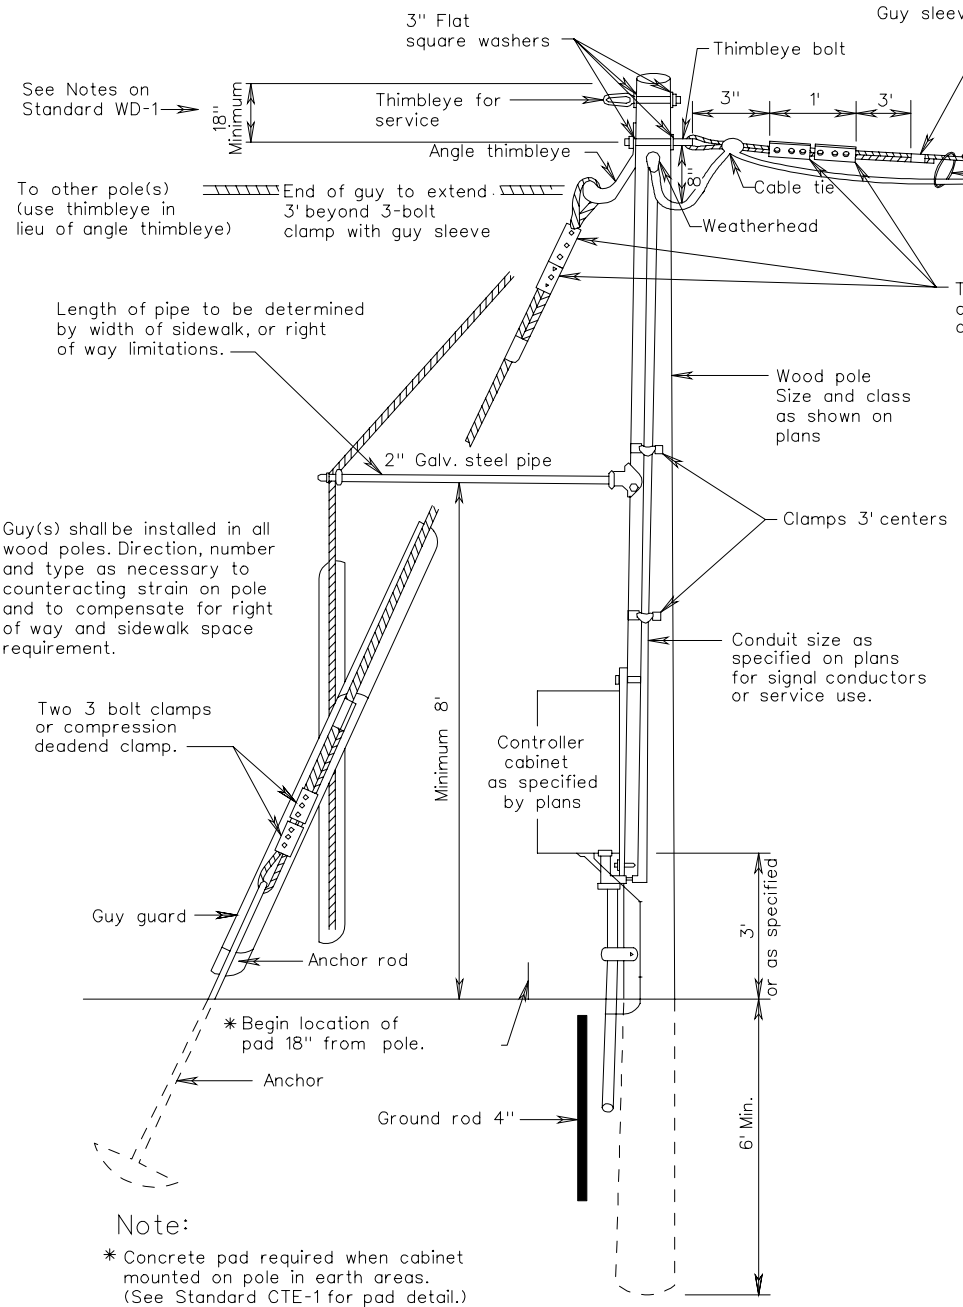 Guy sleev
3" Flat
square washers
Thimbleye bolt
See Notes on
Standard WD-1
18"
Minimum
Thimbleye for
service
3"
1'
3'
Angle thimbleye
To other pole(s)
(use thimbleye in
lieu of angle thimbleye)
End of guy to extend
3' beyond 3-bolt
clamp with guy sleeve
8"
Cable tie
Weatherhead
T
o
d
Length of pipe to be determined
by width of sidewalk, or right
of way limitations.
Wood pole
Size and class
as shown on
plans
2" Galv. steel pipe
Clamps 3' centers
Guy(s) shall be installed in all
wood poles. Direction, number
and type as necessary to
counteracting strain on pole
and to compensate for right
of way and sidewalk space
requirement.
Conduit size as
specified on plans
for signal conductors
or service use.
Two 3 bolt clamps
or compression
deadend clamp.
Minimum 8'
Controller
cabinet
as specified
by plans
Guy guard
Anchor rod
3'
or as specified
* Begin location of
pad 18" from pole.
Anchor
Ground rod 4"
6' Min.
Note:
* Concrete pad required when cabinet
mounted on pole in earth areas.
(See Standard CTE-1 for pad detail.)